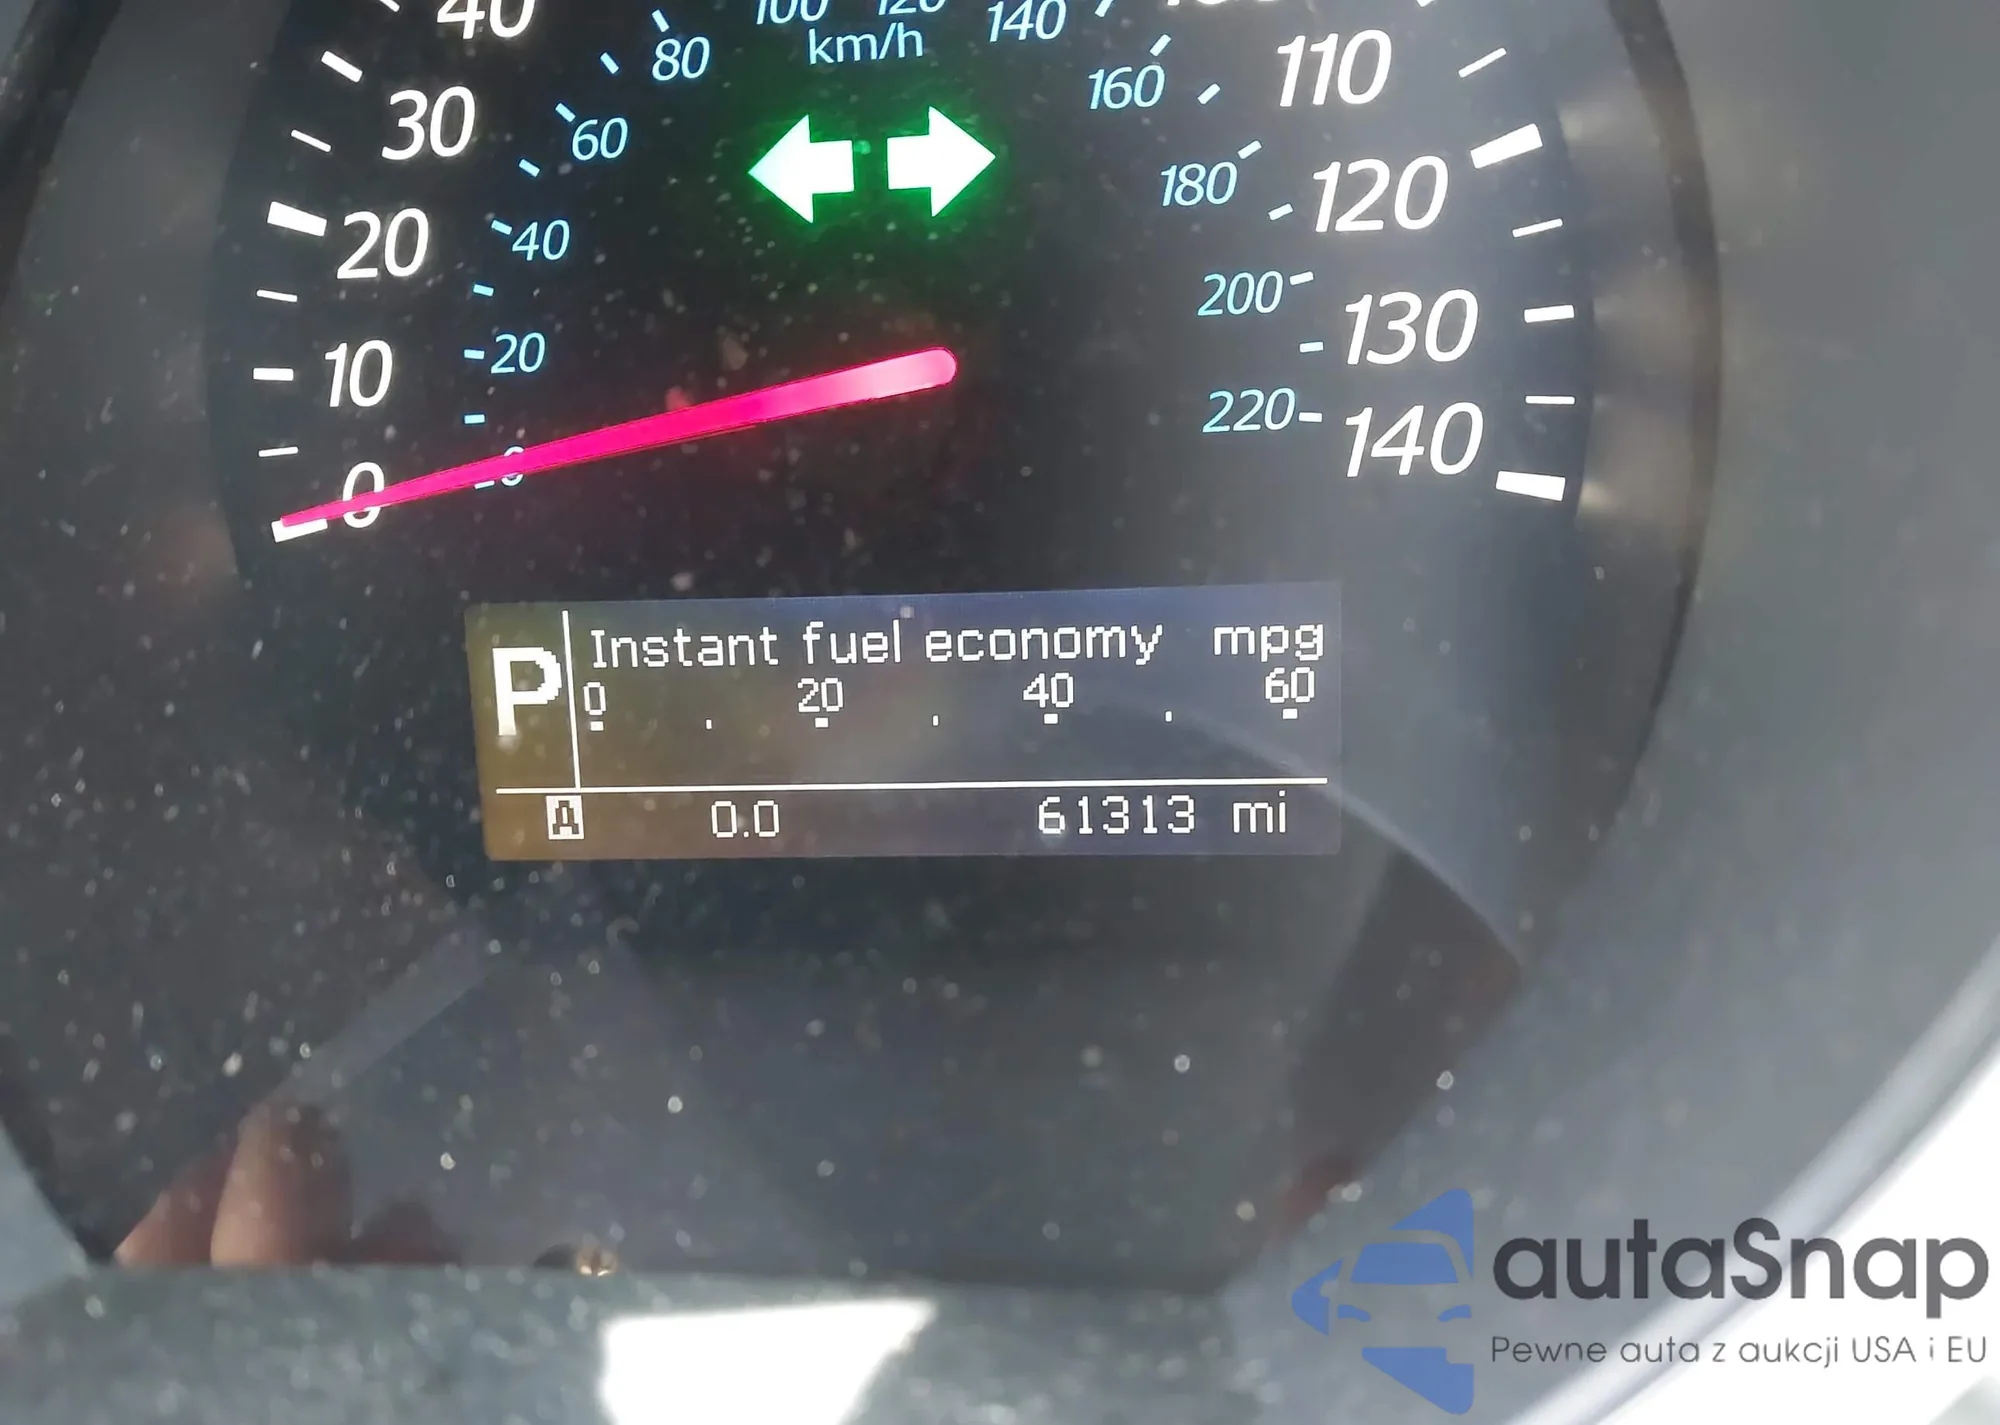 40
100 120
140
km/h
80
160
110
30
60
180
120
20
40
200
130
10
20
220
140
0
0
Instant fuel economy mpg
P
0 20 40 60
A 0.0 61313 mi
autaSnap
Pewne auta z aukcji USA i EU